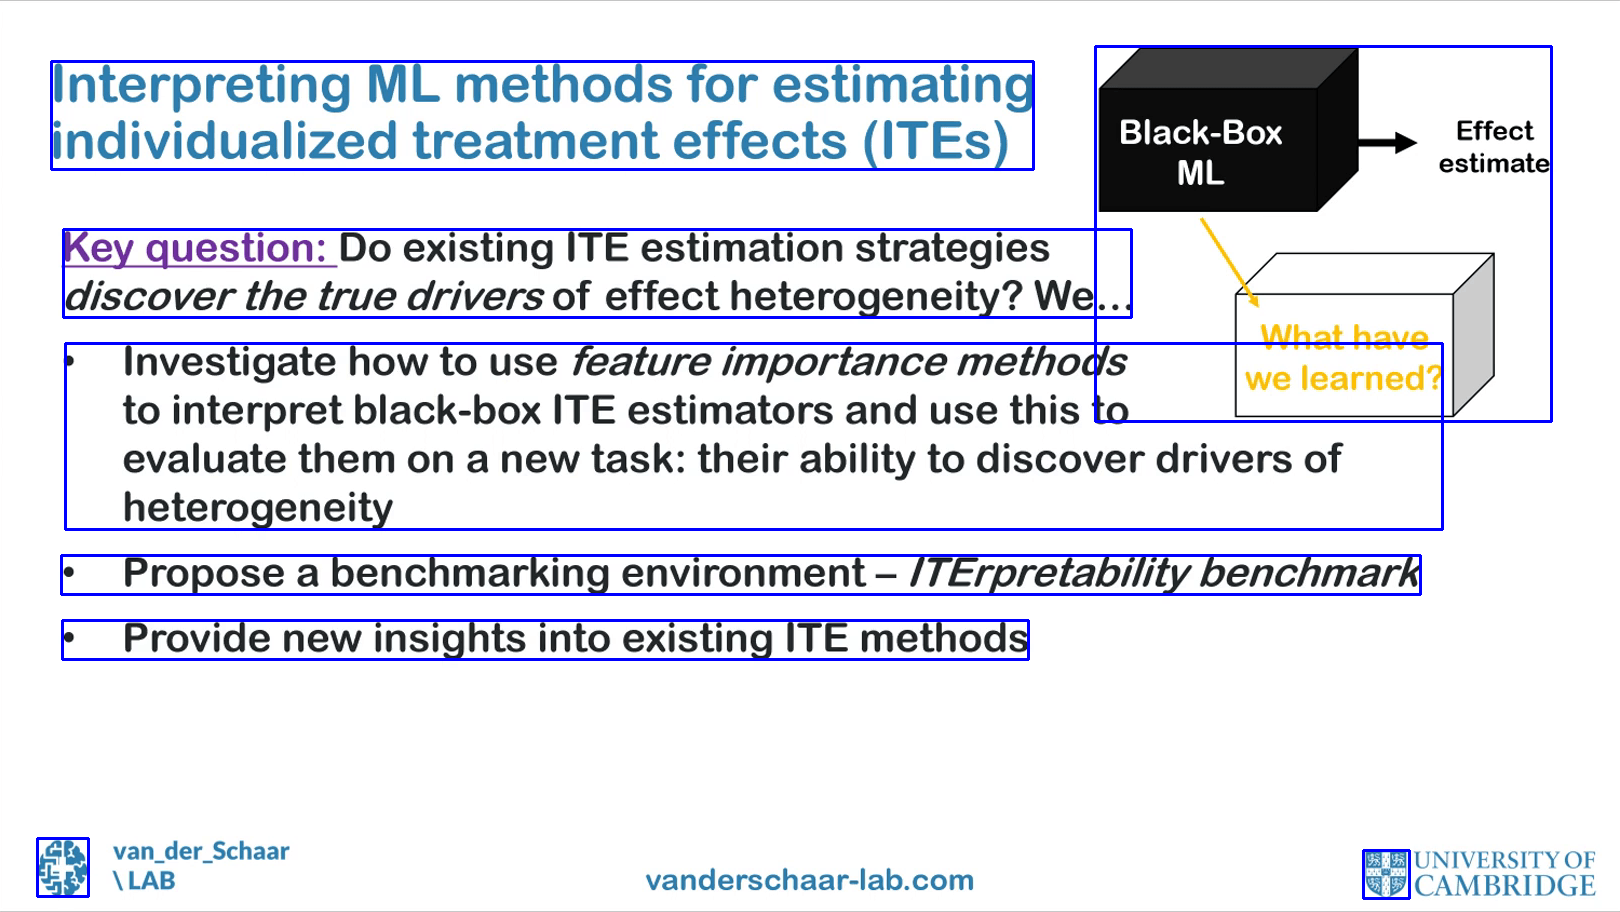 Interpreting ML methods for estimating
individualized treatment effects (ITEs)
Black-Box
ML
Effect
estimate
What have
we learned?
Key question: Do existing ITE estimation strategies
discover the true drivers of effect heterogeneity? We…
• Investigate how to use feature importance methods
to interpret black-box ITE estimators and use this to
evaluate them on a new task: their ability to discover drivers of
heterogeneity
• Propose a benchmarking environment – ITErpretability benchmark
• Provide new insights into existing ITE methods
van_der_Schaar
\ LAB
vanderschaar-lab.com
UNIVERSITY OF
CAMBRIDGE